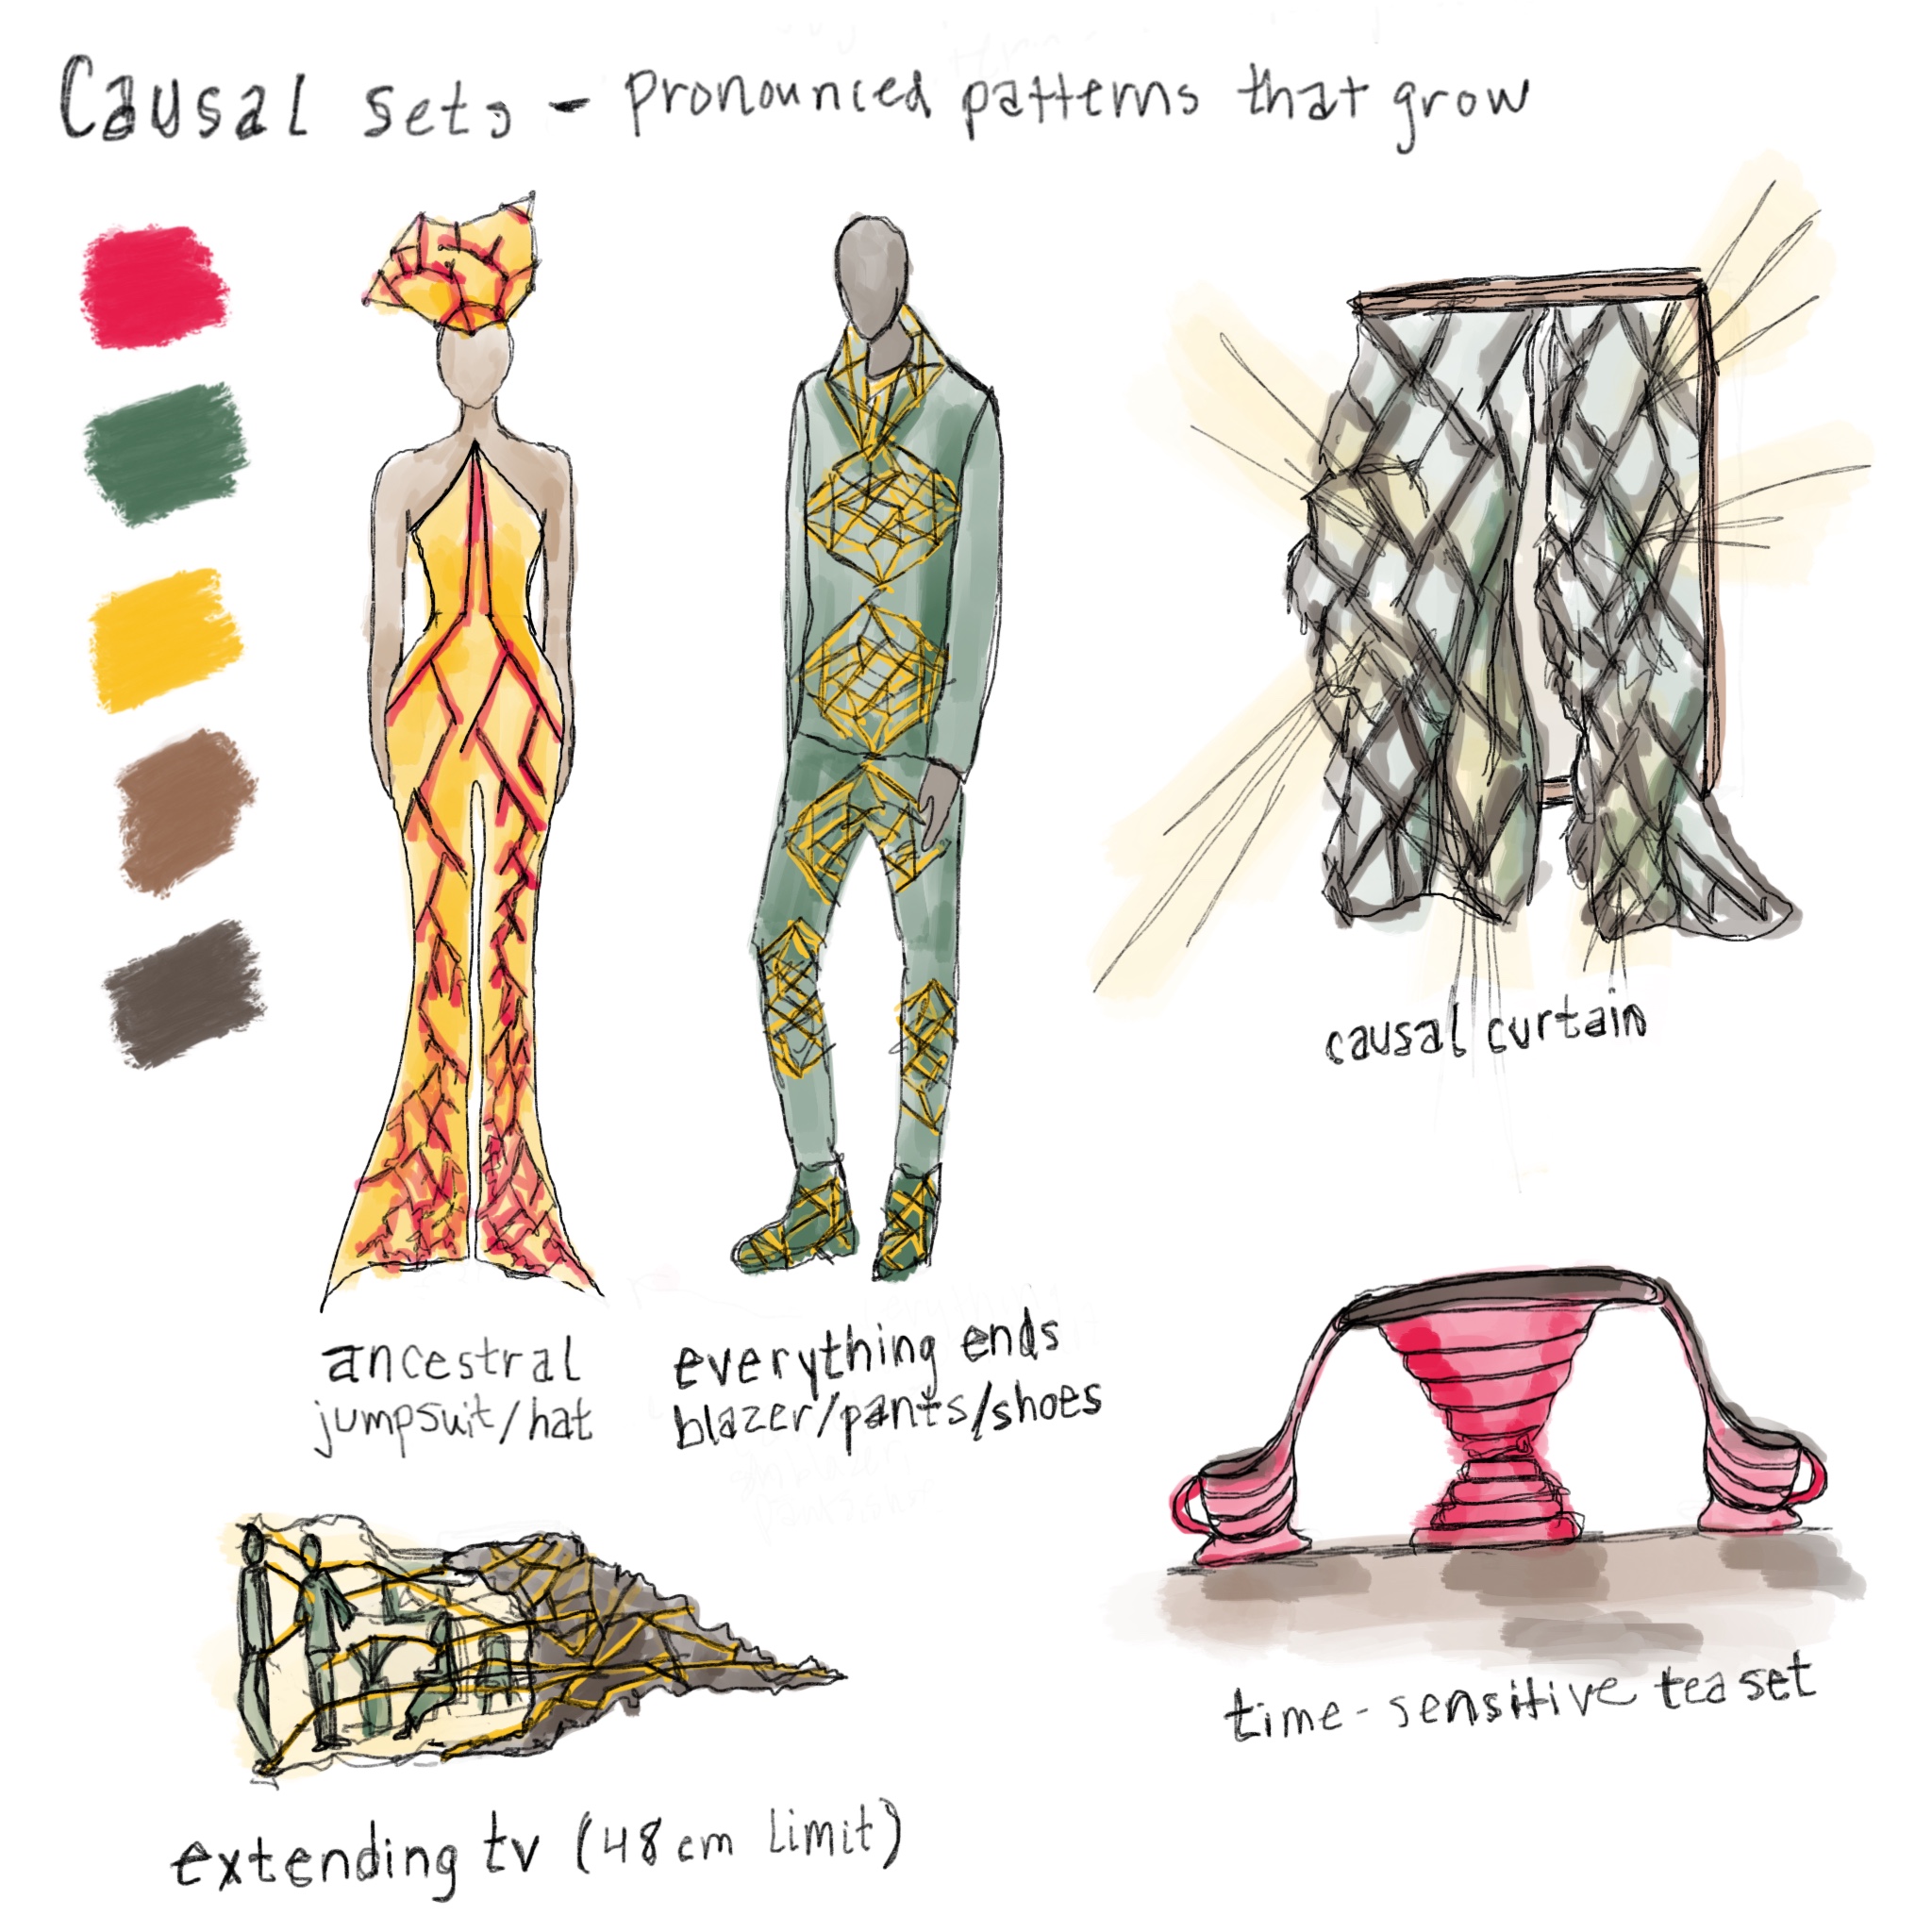 Causal sets - pronounced patterns that grow
causal curtain
ancestral
jumpsuit/hat
everything ends
blazer/pants/shoes
time-sensitive tea set
extending tv (48 cm limit)